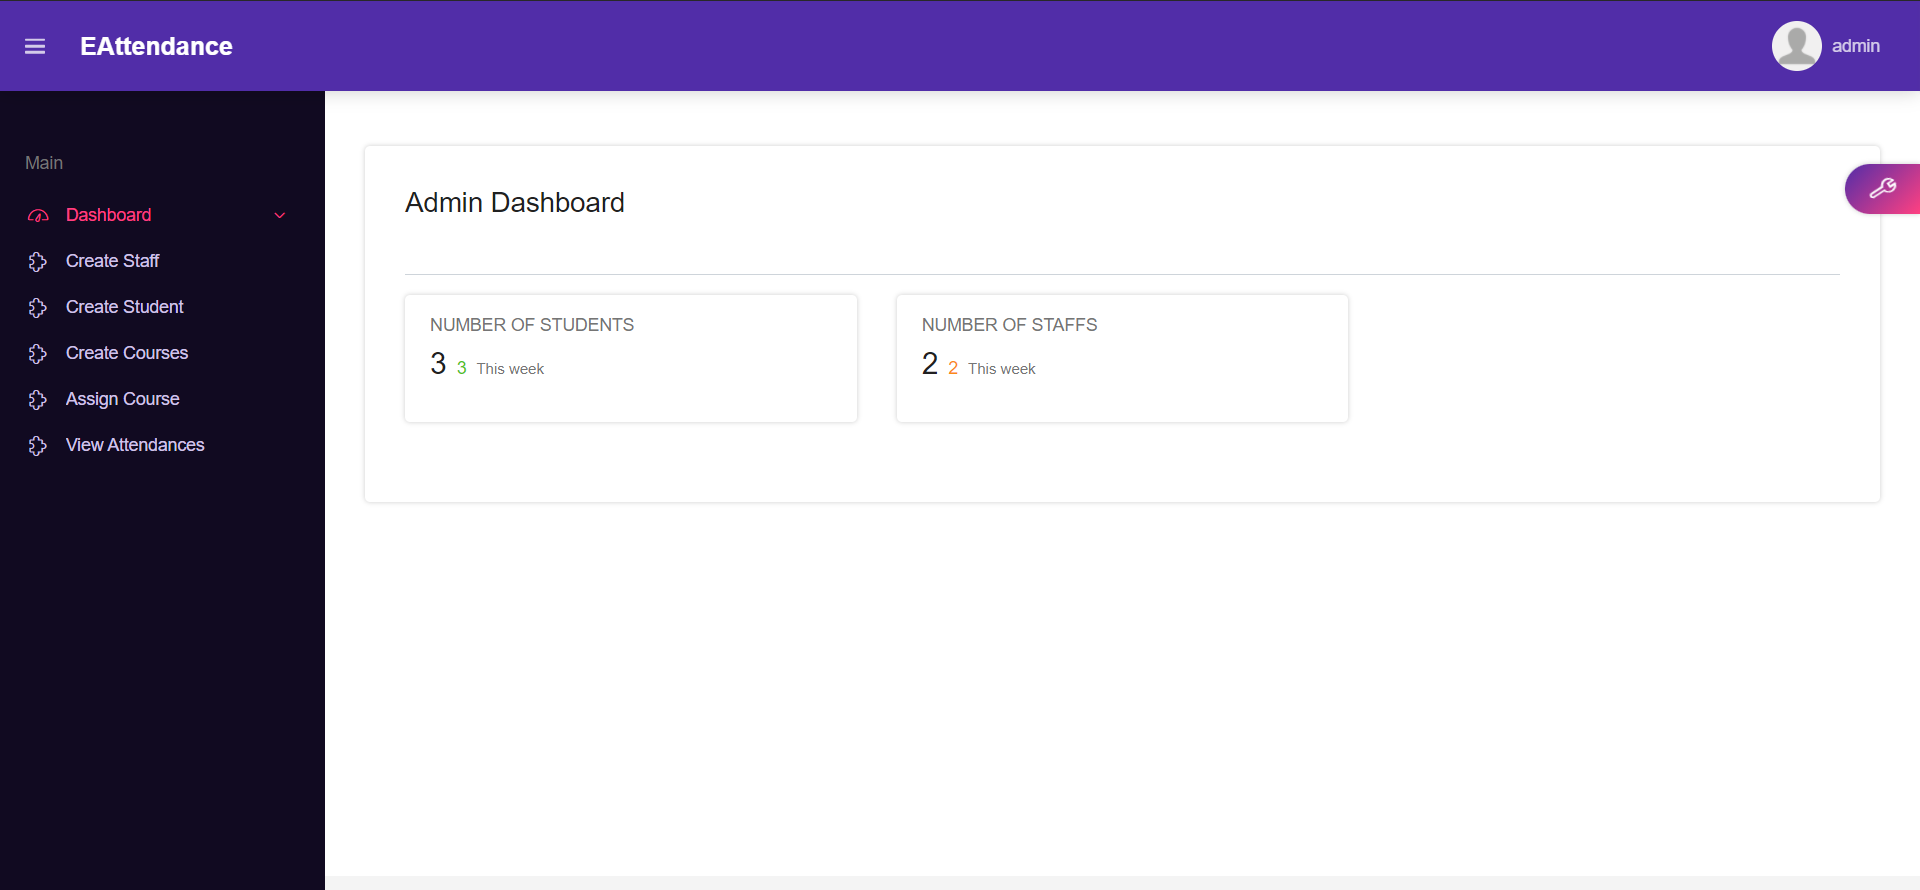 EAttendance
admin
Main
Dashboard
Create Staff
Create Student
Create Courses
Assign Course
View Attendances
Admin Dashboard
NUMBER OF STUDENTS
3 3 This week
NUMBER OF STAFFS
2 2 This week